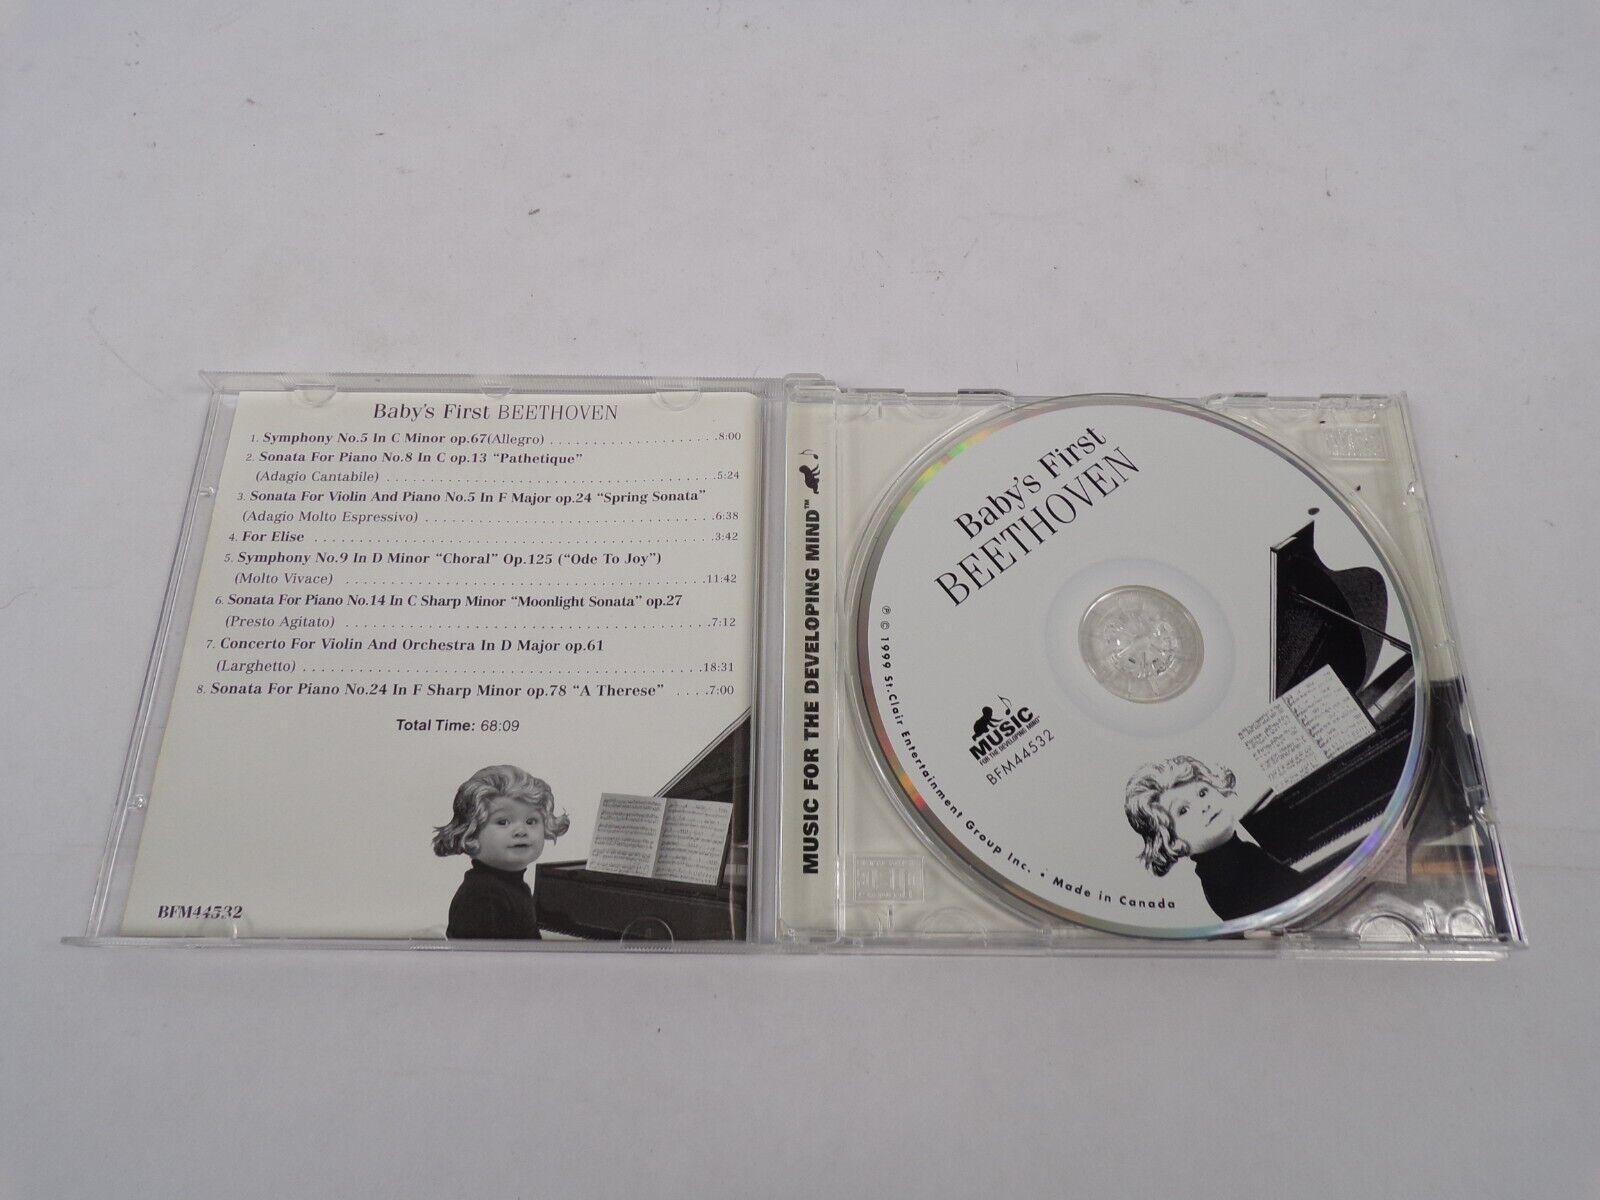 Baby's First BEETHOVEN
1. Symphony No.5 In C Minor op.67(Allegro) . . . . . . . . . . . . . . . . . . . . .8:00
2. Sonata For Piano No.8 In C op.13 "Pathetique"
(Adagio Cantabile) . . . . . . . . . . . . . . . . . . . . . . . . . . . . . . . . . . . . . . . .5:24
3. Sonata For Violin And Piano No.5 In F Major op.24 "Spring Sonata"
(Adagio Molto Espressivo) . . . . . . . . . . . . . . . . . . . . . . . . . . . . . . . . . .6:38
4. For Elise . . . . . . . . . . . . . . . . . . . . . . . . . . . . . . . . . . . . . . . . . . . . . . .3:42
5. Symphony No.9 In D Minor "Choral" Op.125 ("Ode To Joy")
(Molto Vivace) . . . . . . . . . . . . . . . . . . . . . . . . . . . . . . . . . . . . . . . . . .11:42
6. Sonata For Piano No.14 In C Sharp Minor "Moonlight Sonata" op.27
(Presto Agitato) . . . . . . . . . . . . . . . . . . . . . . . . . . . . . . . . . . . . . . . . . .7:12
7. Concerto For Violin And Orchestra In D Major op.61
(Larghetto) . . . . . . . . . . . . . . . . . . . . . . . . . . . . . . . . . . . . . . . . . . . . .18:31
8. Sonata For Piano No.24 In F Sharp Minor op.78 "A Therese" . . . .7:00
Total Time: 68:09
BFM44532
MUSIC FOR THE DEVELOPING MIND™
Baby's First
BEETHOVEN
MUSIC
FOR THE DEVELOPING MIND™
BFM44532
℗ © 1999 St.Clair Entertainment Group Inc. • Made in Canada